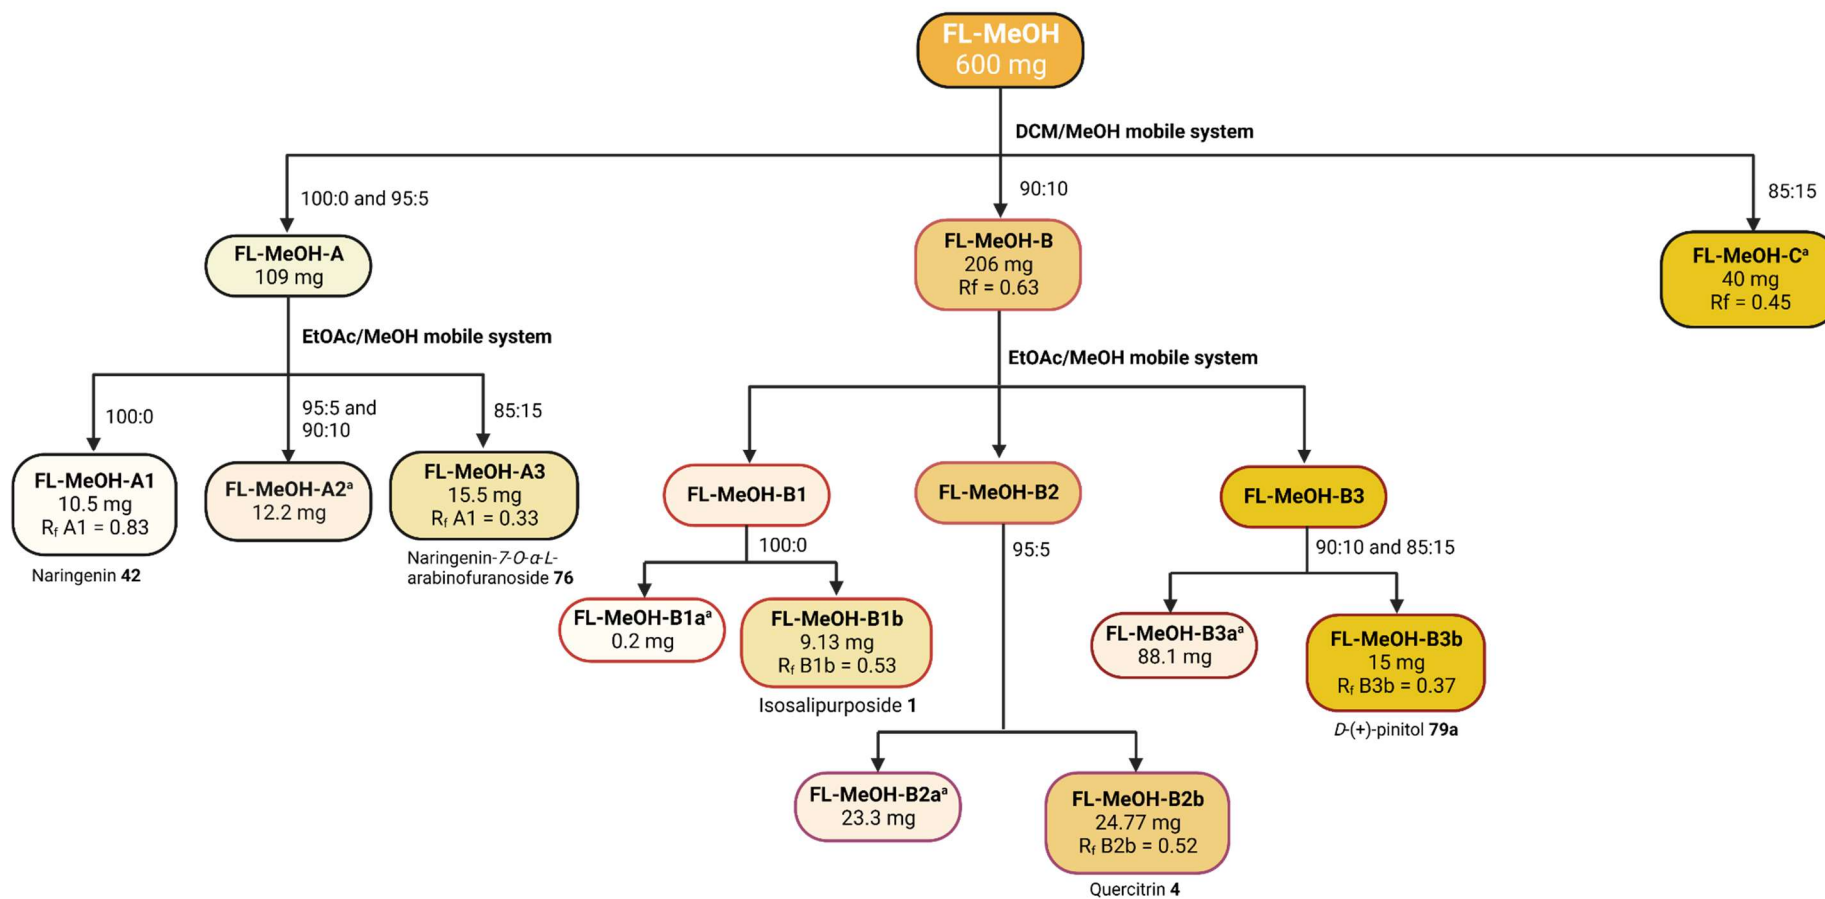 FL-MeOH
600 mg
DCM/MeOH mobile system
100:0 and 95:5
90:10
85:15
FL-MeOH-A
109 mg
FL-MeOH-B
206 mg
Rf = 0.63
FL-MeOH-Cª
40 mg
Rf = 0.45
EtOAc/MeOH mobile system
EtOAc/MeOH mobile system
100:0
95:5 and
90:10
85:15
FL-MeOH-A1
10.5 mg
Rf A1 = 0.83
Naringenin 42
FL-MeOH-A2ª
12.2 mg
FL-MeOH-A3
15.5 mg
Rf A1 = 0.33
Naringenin-7-O-α-L-
arabinofuranoside 76
FL-MeOH-B1
FL-MeOH-B2
FL-MeOH-B3
100:0
95:5
90:10 and 85:15
FL-MeOH-B1aª
0.2 mg
FL-MeOH-B1b
9.13 mg
Rf B1b = 0.53
Isosalipurposide 1
FL-MeOH-B3aª
88.1 mg
FL-MeOH-B3b
15 mg
Rf B3b = 0.37
D-(+)-pinitol 79a
FL-MeOH-B2aª
23.3 mg
FL-MeOH-B2b
24.77 mg
Rf B2b = 0.52
Quercitrin 4